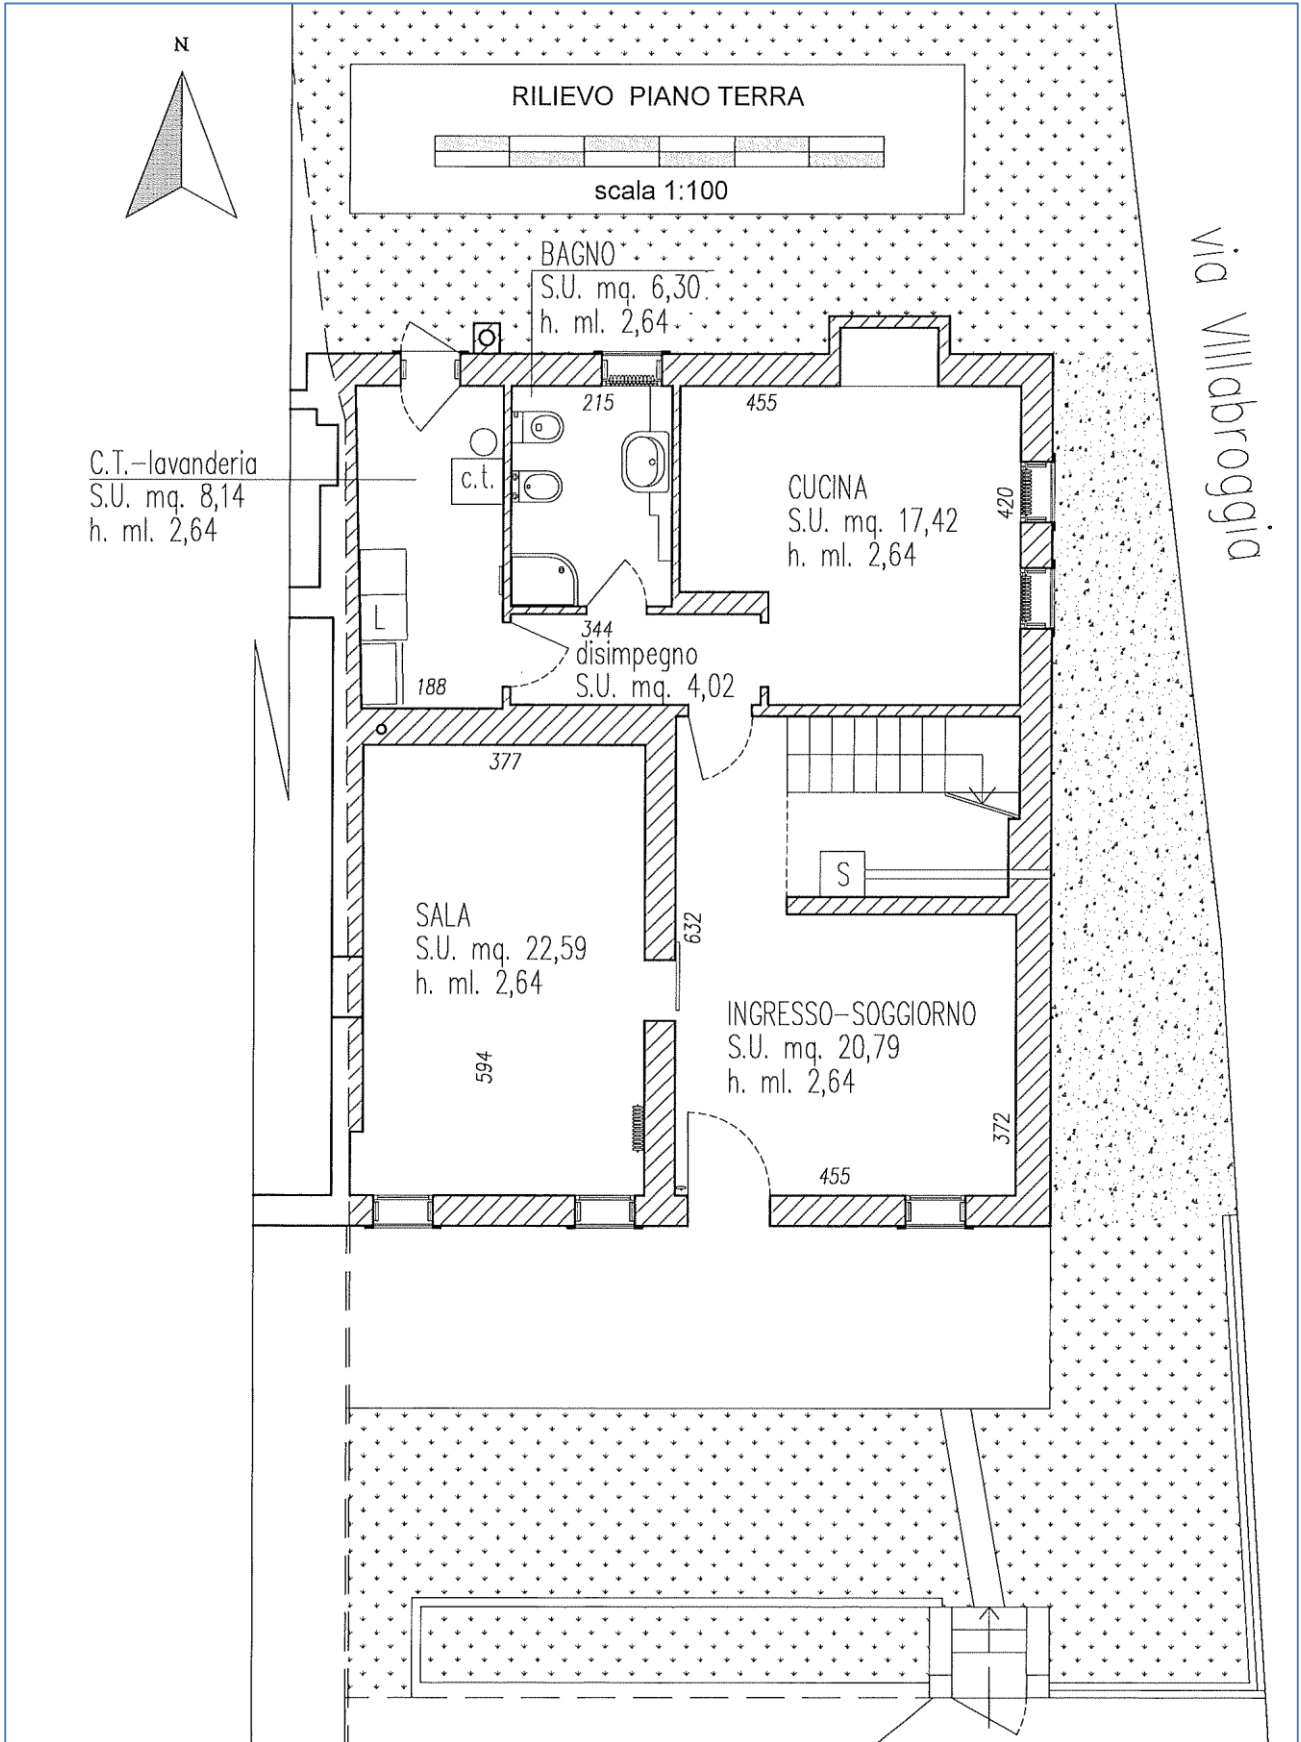 N
RILIEVO PIANO TERRA
scala 1:100
via Villabroggia
BAGNO
S.U. mq. 6,30
h. ml. 2,64
215
455
C.T.-lavanderia
S.U. mq. 8,14
h. ml. 2,64
c.t.
CUCINA
S.U. mq. 17,42
h. ml. 2,64
420
L
344
disimpegno
S.U. mq. 4,02
188
377
S
SALA
S.U. mq. 22,59
h. ml. 2,64
632
INGRESSO-SOGGIORNO
S.U. mq. 20,79
h. ml. 2,64
594
372
455